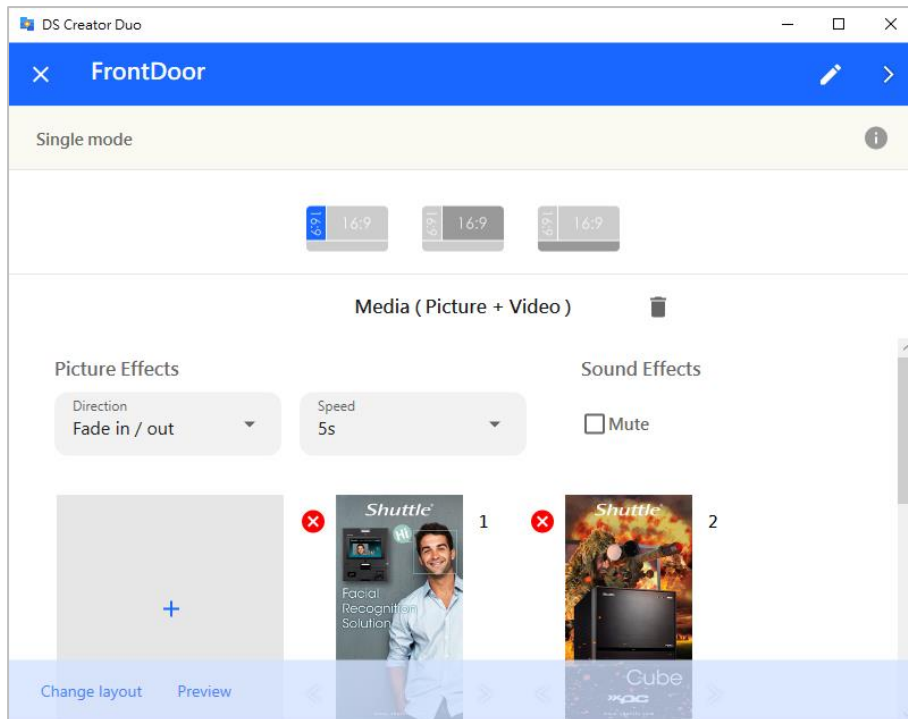 DS Creator Duo
FrontDoor
Single mode
16:9 16:9
16:9 16:9
16:9 16:9
Media ( Picture + Video )
Picture Effects
Sound Effects
Direction
Fade in / out
Speed
5s
Mute
Shuttle
Hi
Facial
Recognition
Solution
1
Shuttle
Cube
XPC
2
Change layout
Preview